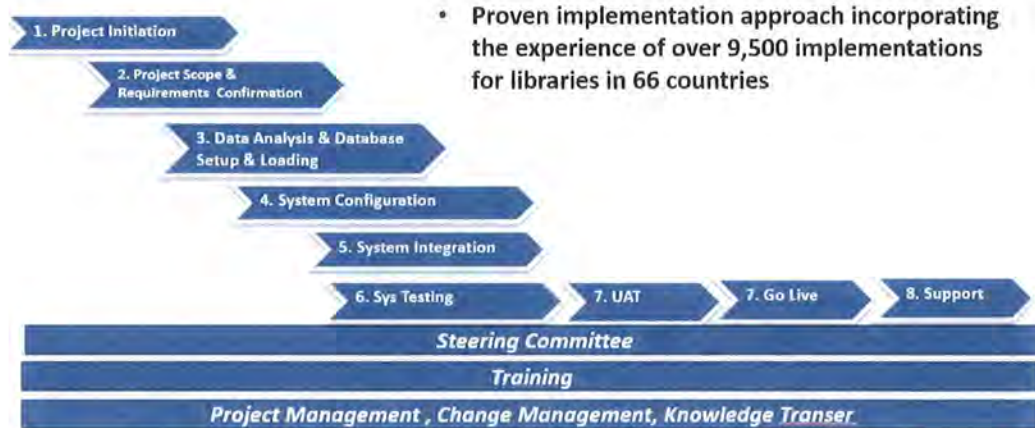 • Proven implementation approach incorporating
the experience of over 9,500 implementations
for libraries in 66 countries
1. Project Initiation
2. Project Scope &
Requirements Confirmation
3. Data Analysis & Database
Setup & Loading
4. System Configuration
5. System Integration
6. Sys Testing
7. UAT
7. Go Live
8. Support
Steering Committee
Training
Project Management , Change Management, Knowledge Transer